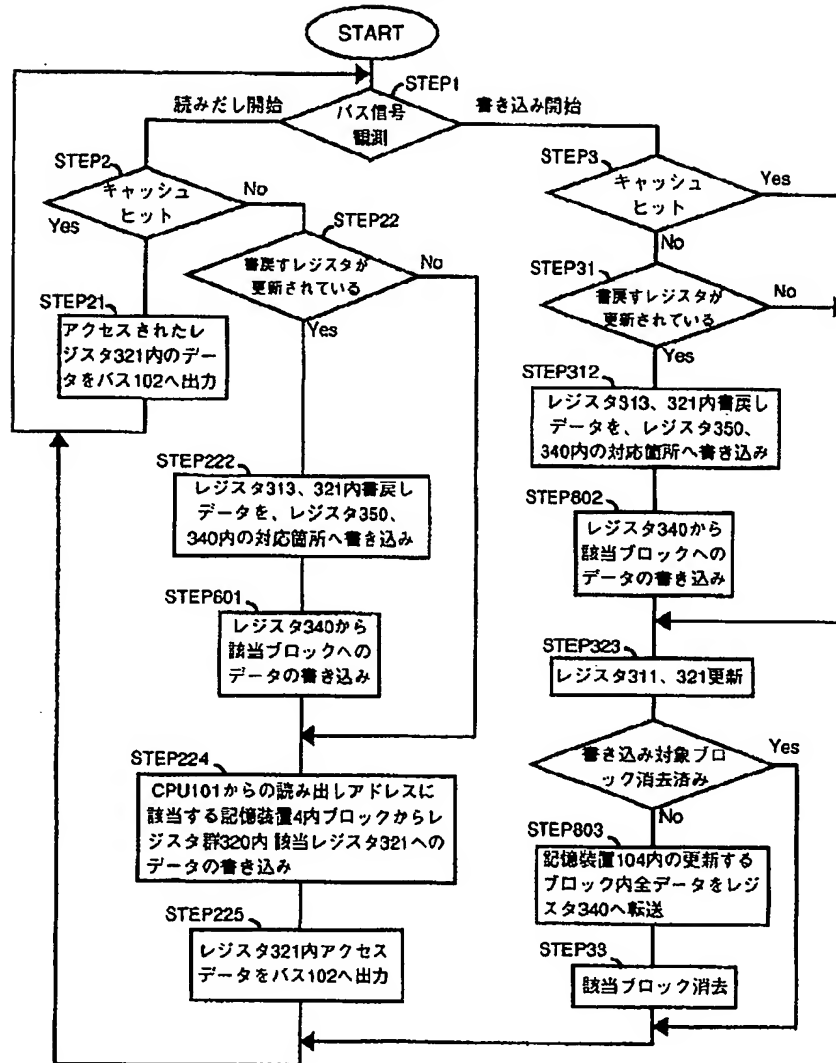 START
STEP1
読みだし開始
バス信号
観測
書き込み開始
STEP2
キャッシュ
ヒット
No
Yes
STEP3
キャッシュ
ヒット
Yes
No
STEP22
書戻すレジスタが
更新されている
No
Yes
STEP31
書戻すレジスタが
更新されている
No
Yes
STEP21
アクセスされたレ
ジスタ321内のデー
タをバス102へ出力
STEP312
レジスタ313、321内書戻し
データを、レジスタ350、
340内の対応箇所へ書き込み
STEP222
レジスタ313、321内書戻し
データを、レジスタ350、
340内の対応箇所へ書き込み
STEP802
レジスタ340から
該当ブロックへの
データの書き込み
STEP601
レジスタ340から
該当ブロックへの
データの書き込み
STEP323
レジスタ311、321更新
STEP224
CPU101からの読み出しアドレスに
該当する記憶装置4内ブロックからレ
ジスタ群320内 該当レジスタ321への
データの書き込み
書き込み対象ブロ
ック消去済み
Yes
No
STEP803
記憶装置104内の更新する
ブロック内全データをレジ
スタ340へ転送
STEP225
レジスタ321内アクセス
データをバス102へ出力
STEP33
該当ブロック消去